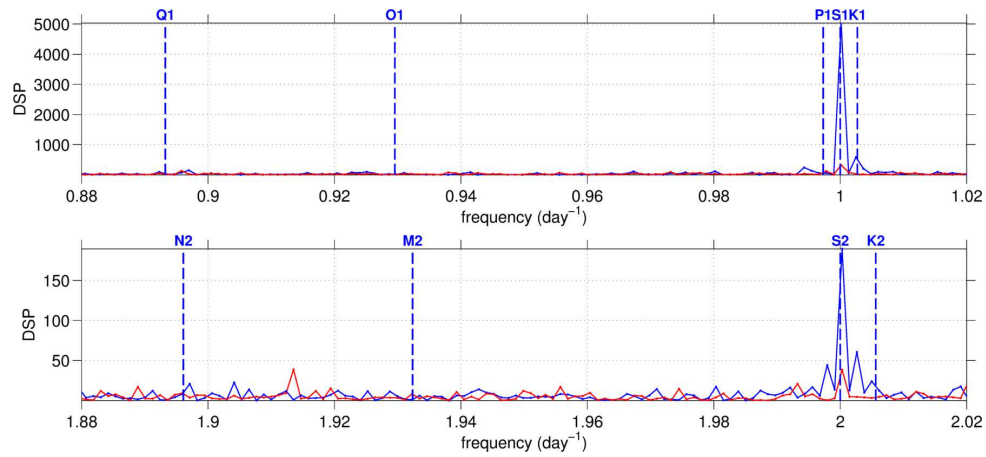 Q1 O1 P1S1K1
5000
4000
3000
2000
1000
DSP
0.88 0.9 0.92 0.94 0.96 0.98 1 1.02
frequency (day⁻¹)
N2 M2 S2 K2
150
100
50
DSP
1.88 1.9 1.92 1.94 1.96 1.98 2 2.02
frequency (day⁻¹)